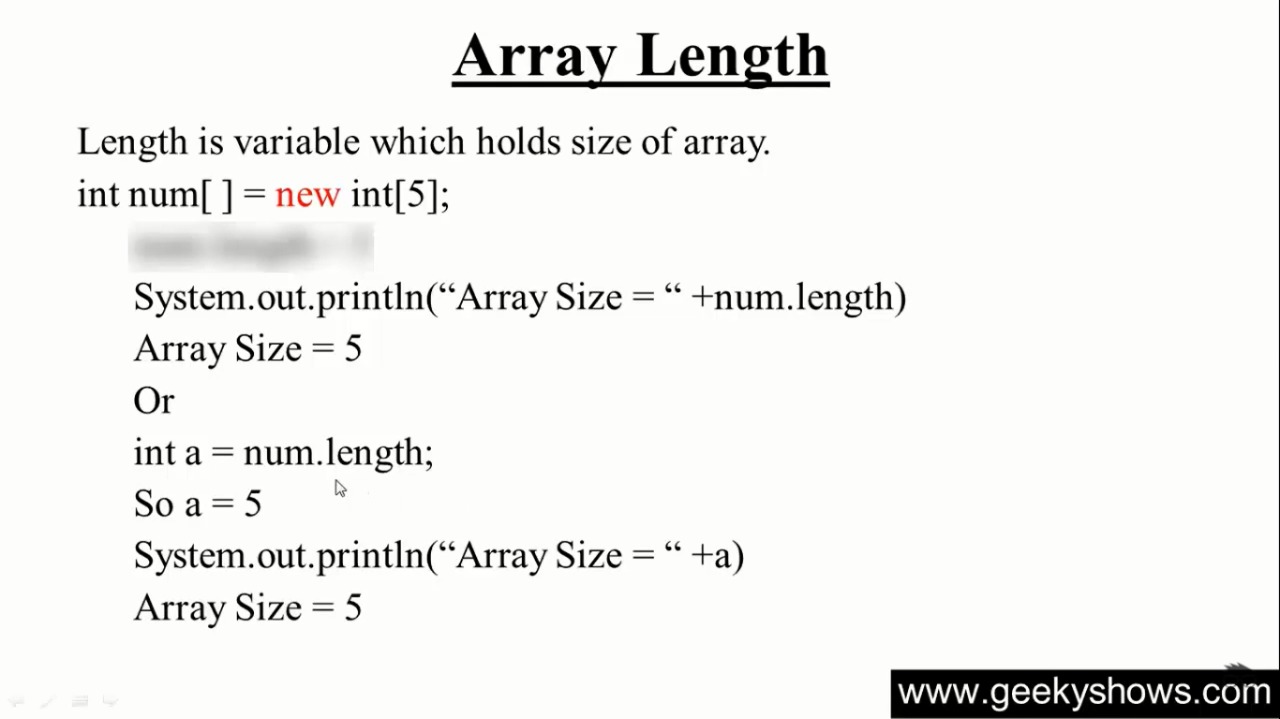 Array Length
Length is variable which holds size of array.
int num[ ] = new int[5];
System.out.println(“Array Size = “ +num.length)
Array Size = 5
Or
int a = num.length;
So a = 5
System.out.println(“Array Size = “ +a)
Array Size = 5
www.geekyshows.com